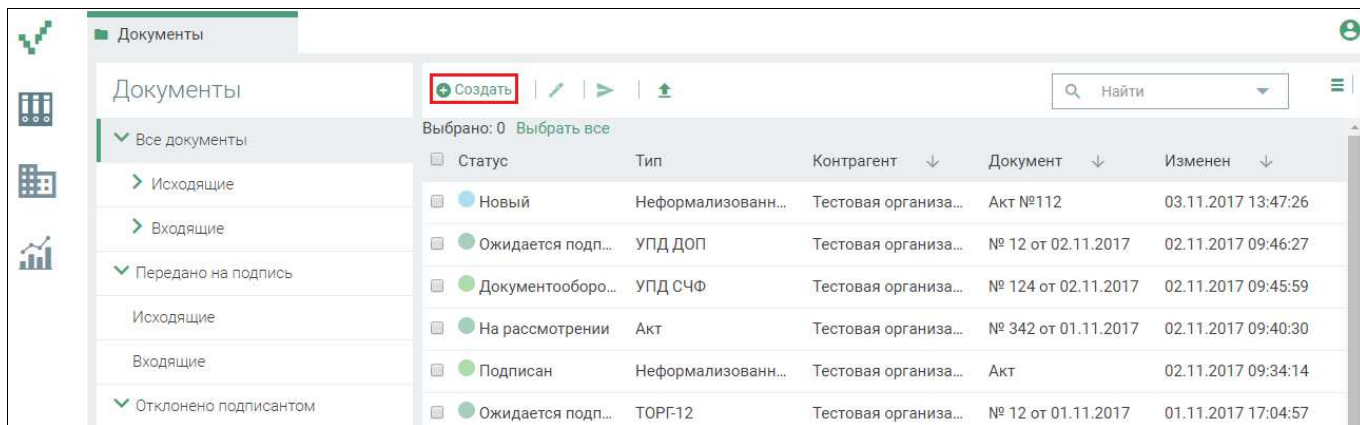 Документы
Документы
Все документы
Исходящие
Входящие
Передано на подпись
Исходящие
Входящие
Отклонено подписантом
Создать
Найти
Выбрано: 0 Выбрать все
Статус Тип Контрагент Документ Изменен
Новый Неформализованн... Тестовая организа... Акт №112 03.11.2017 13:47:26
Ожидается подп... УПД ДОП Тестовая организа... № 12 от 02.11.2017 02.11.2017 09:46:27
Документооборо... УПД СЧФ Тестовая организа... № 124 от 02.11.2017 02.11.2017 09:45:59
На рассмотрении Акт Тестовая организа... № 342 от 01.11.2017 02.11.2017 09:40:30
Подписан Неформализованн... Тестовая организа... Акт 02.11.2017 09:34:14
Ожидается подп... ТОРГ-12 Тестовая организа... № 12 от 01.11.2017 01.11.2017 17:04:57